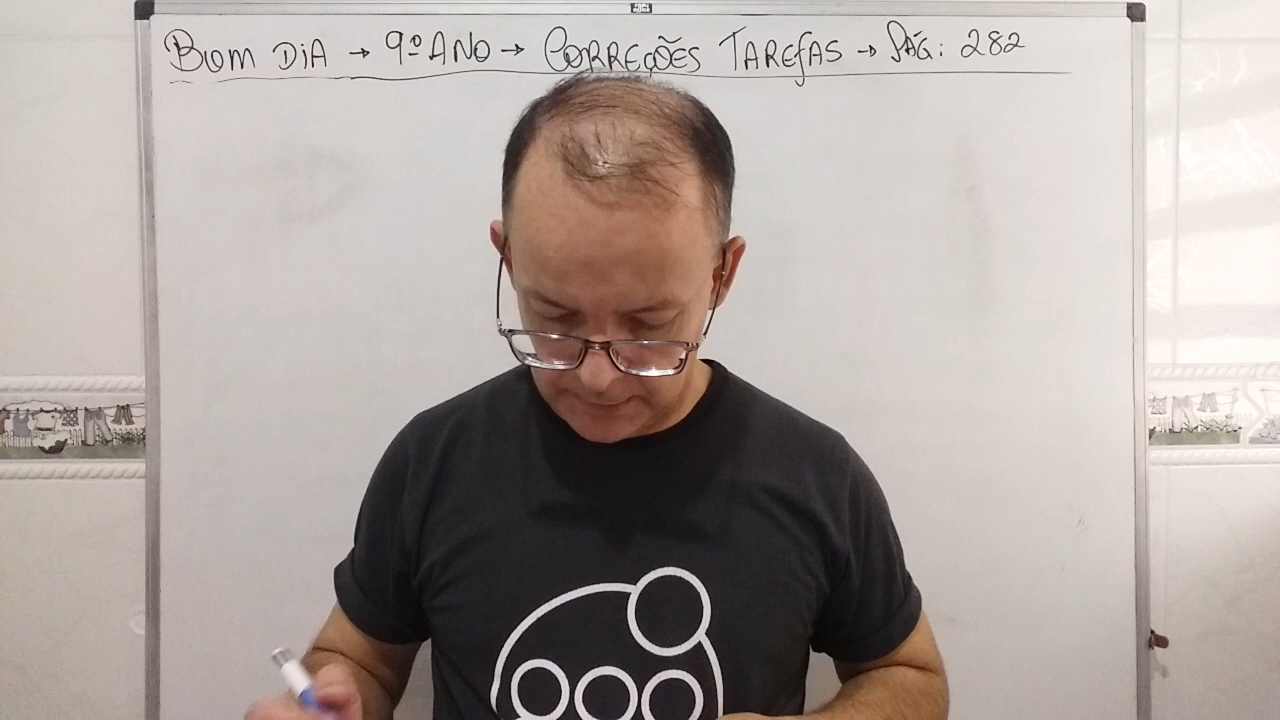 Bom DiA → 9º ANO → CORREÇÕES TAREfAS → PÁG: 282